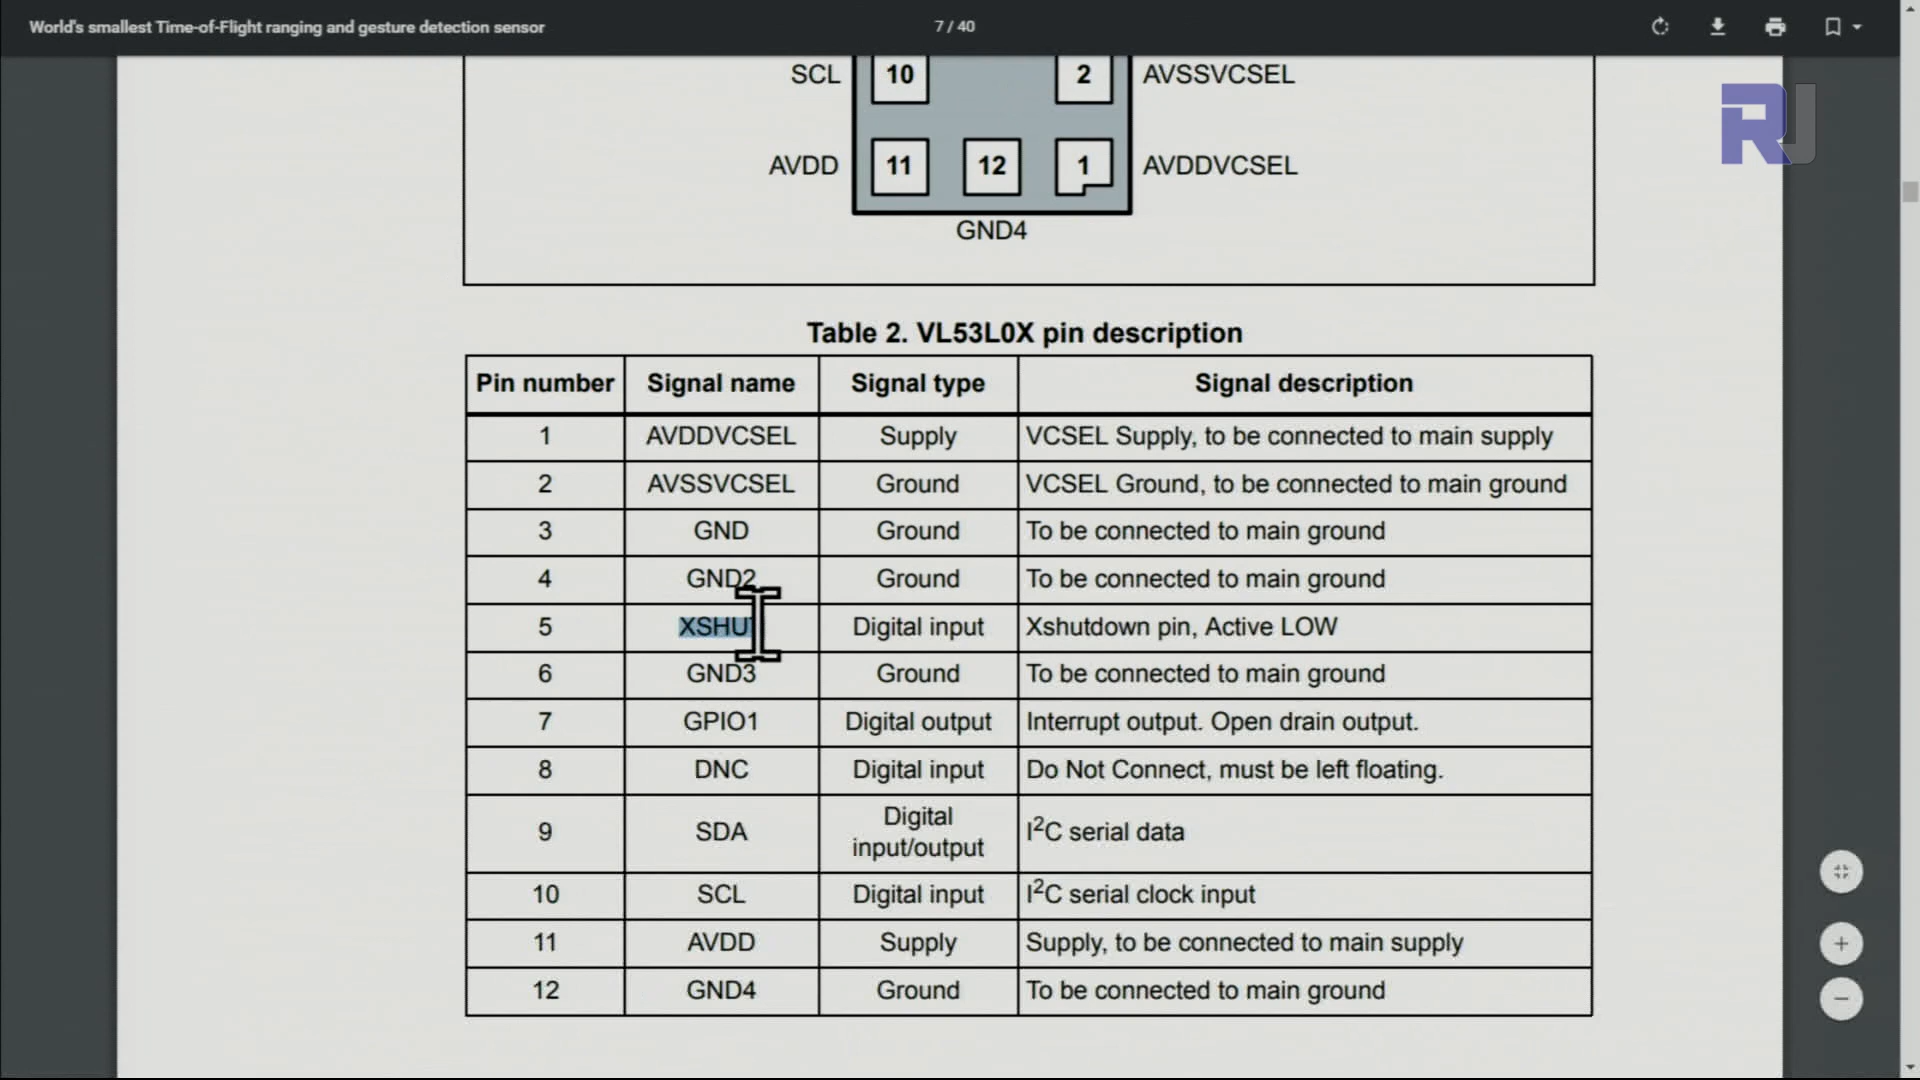 World's smallest Time-of-Flight ranging and gesture detection sensor
7 / 40
RJ
SCL 10 2 AVSSVCSEL
AVDD 11 12 1 AVDDVCSEL
GND4
Table 2. VL53L0X pin description
Pin number Signal name Signal type Signal description
1 AVDDVCSEL Supply VCSEL Supply, to be connected to main supply
2 AVSSVCSEL Ground VCSEL Ground, to be connected to main ground
3 GND Ground To be connected to main ground
4 GND2 Ground To be connected to main ground
5 XSHUT Digital input Xshutdown pin, Active LOW
6 GND3 Ground To be connected to main ground
7 GPIO1 Digital output Interrupt output. Open drain output.
8 DNC Digital input Do Not Connect, must be left floating.
9 SDA Digital input/output I²C serial data
10 SCL Digital input I²C serial clock input
11 AVDD Supply Supply, to be connected to main supply
12 GND4 Ground To be connected to main ground